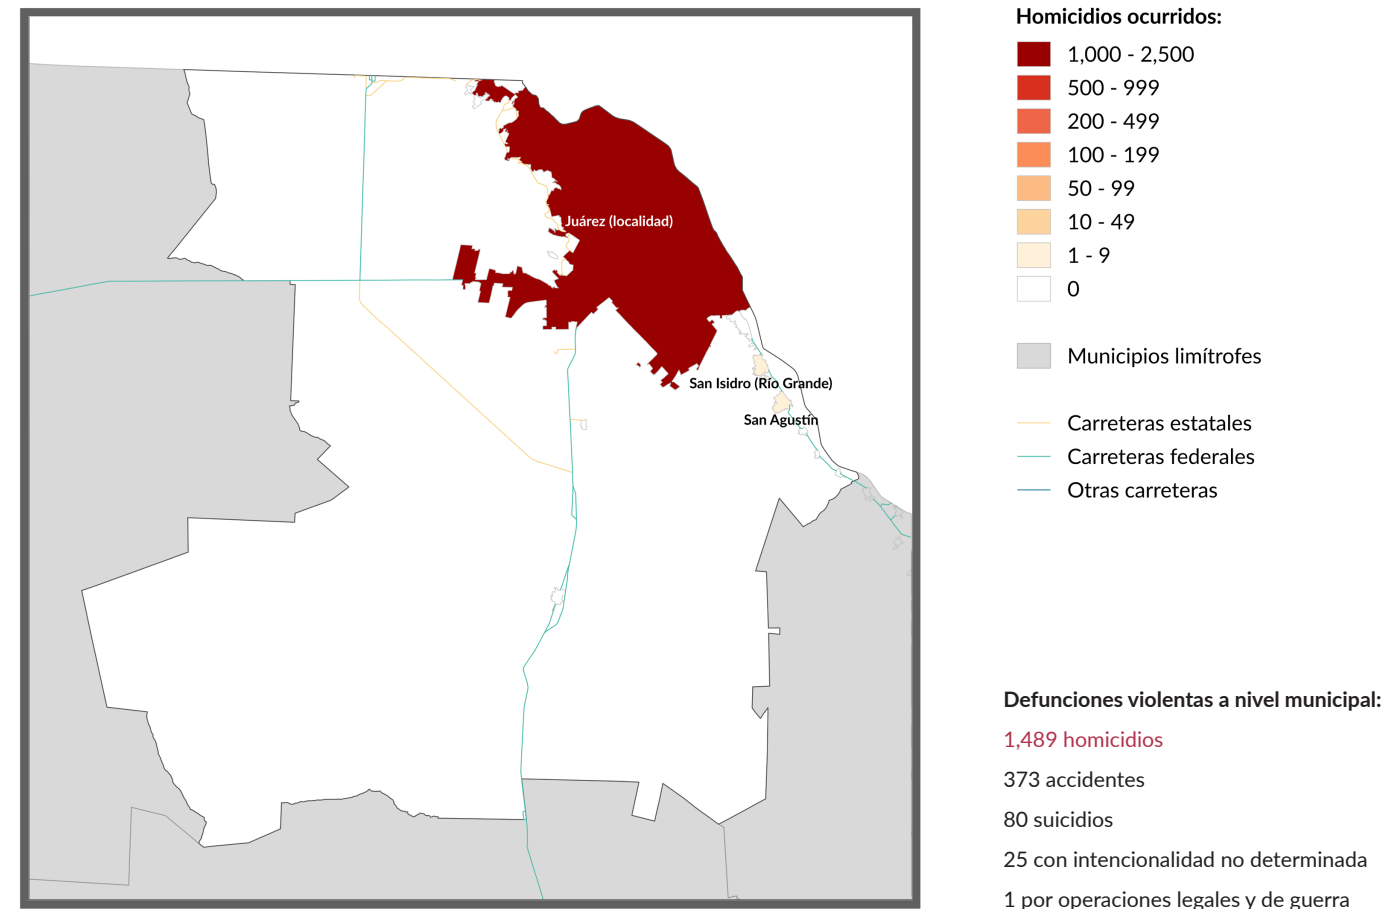 Juárez (localidad)
San Isidro (Río Grande)
San Agustín
Homicidios ocurridos:
1,000 - 2,500
500 - 999
200 - 499
100 - 199
50 - 99
10 - 49
1 - 9
0
Municipios limítrofes
Carreteras estatales
Carreteras federales
Otras carreteras
Defunciones violentas a nivel municipal:
1,489 homicidios
373 accidentes
80 suicidios
25 con intencionalidad no determinada
1 por operaciones legales y de guerra